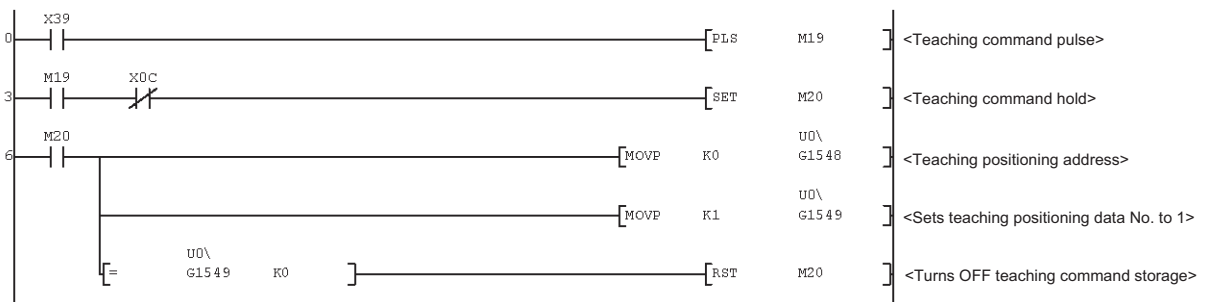 X39
0 [PLS M19 ] <Teaching command pulse>
M19 X0C
3 [SET M20 ] <Teaching command hold>
M20 U0\
6 [MOVP K0 G1548 ] <Teaching positioning address>
U0\
[MOVP K1 G1549 ] <Sets teaching positioning data No. to 1>
U0\
[= G1549 K0 ] [RST M20 ] <Turns OFF teaching command storage>